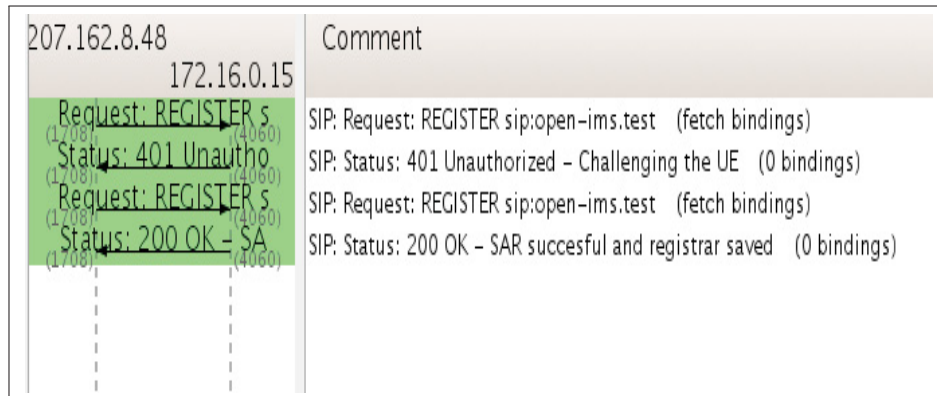 207.162.8.48
172.16.0.15
Comment
Request: REGISTER s
(1708) (4060)
SIP: Request: REGISTER sip:open-ims.test (fetch bindings)
Status: 401 Unautho
(1708) (4060)
SIP: Status: 401 Unauthorized - Challenging the UE (0 bindings)
Request: REGISTER s
(1708) (4060)
SIP: Request: REGISTER sip:open-ims.test (fetch bindings)
Status: 200 OK - SA
(1708) (4060)
SIP: Status: 200 OK - SAR succesful and registrar saved (0 bindings)